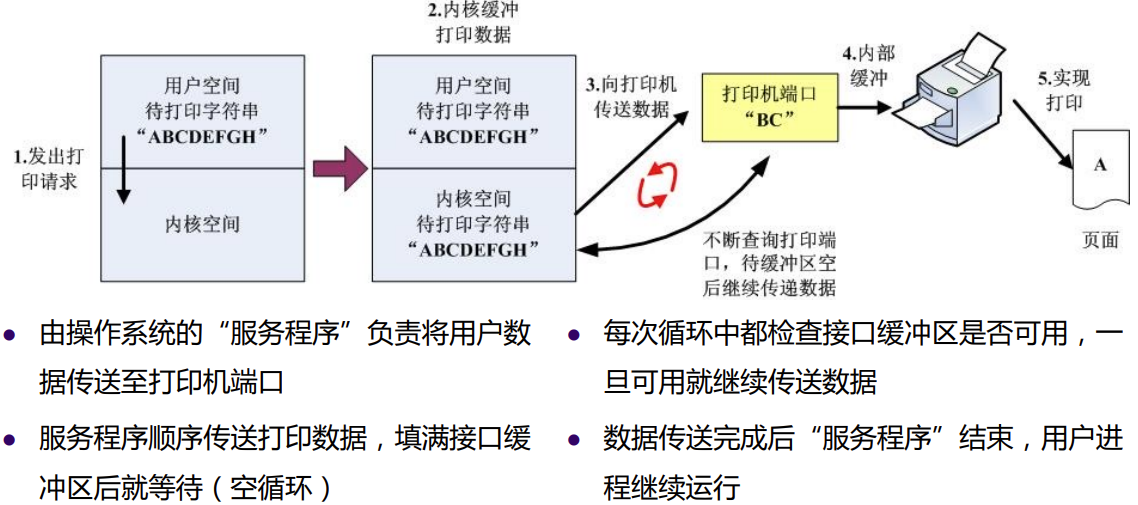 2.内核缓冲
打印数据
用户空间
待打印字符串
“ABCDEFGH”
1.发出打
印请求
内核空间
用户空间
待打印字符串
“ABCDEFGH”
内核空间
待打印字符串
“ABCDEFGH”
3.向打印机
传送数据
打印机端口
“BC”
4.内部
缓冲
5.实现
打印
A
页面
不断查询打印端
口，待缓冲区空
后继续传递数据
● 由操作系统的“服务程序”负责将用户数
据传送至打印机端口
● 服务程序顺序传送打印数据，填满接口缓
冲区后就等待（空循环）
● 每次循环中都检查接口缓冲区是否可用，一
旦可用就继续传送数据
● 数据传送完成后“服务程序”结束，用户进
程继续运行